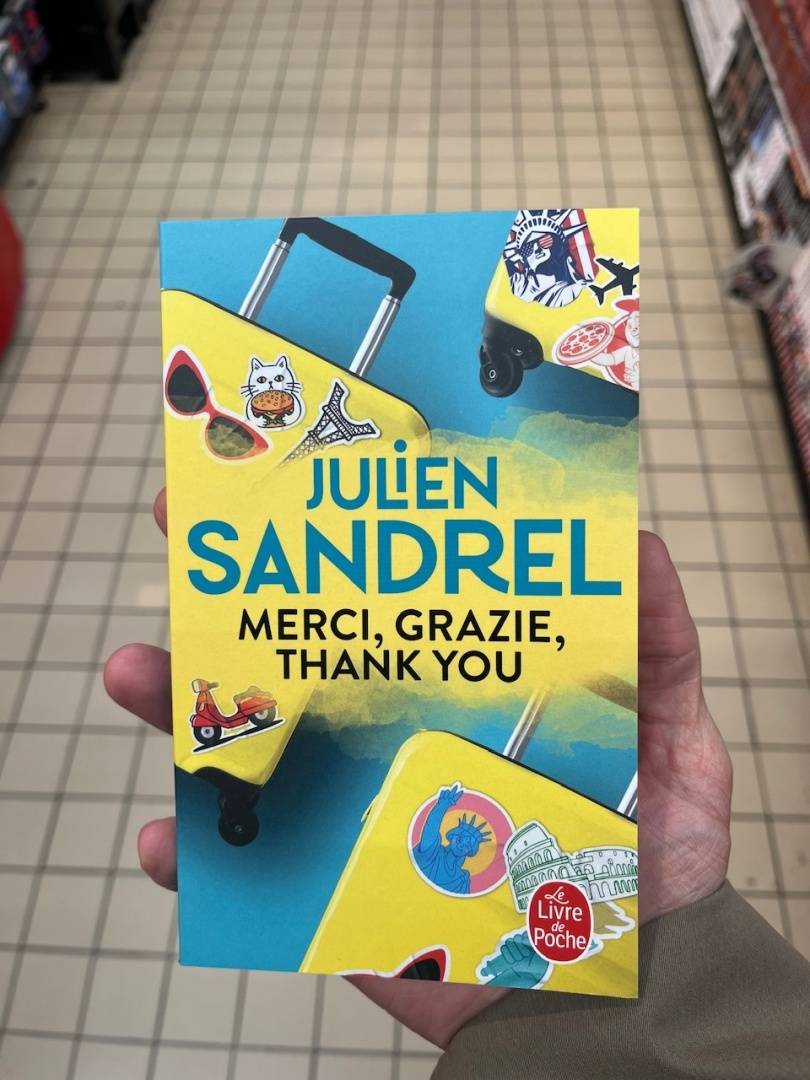 JULiEN
SANDREL
MERCI, GRAZIE,
THANK YOU
Le
Livre
de
Poche